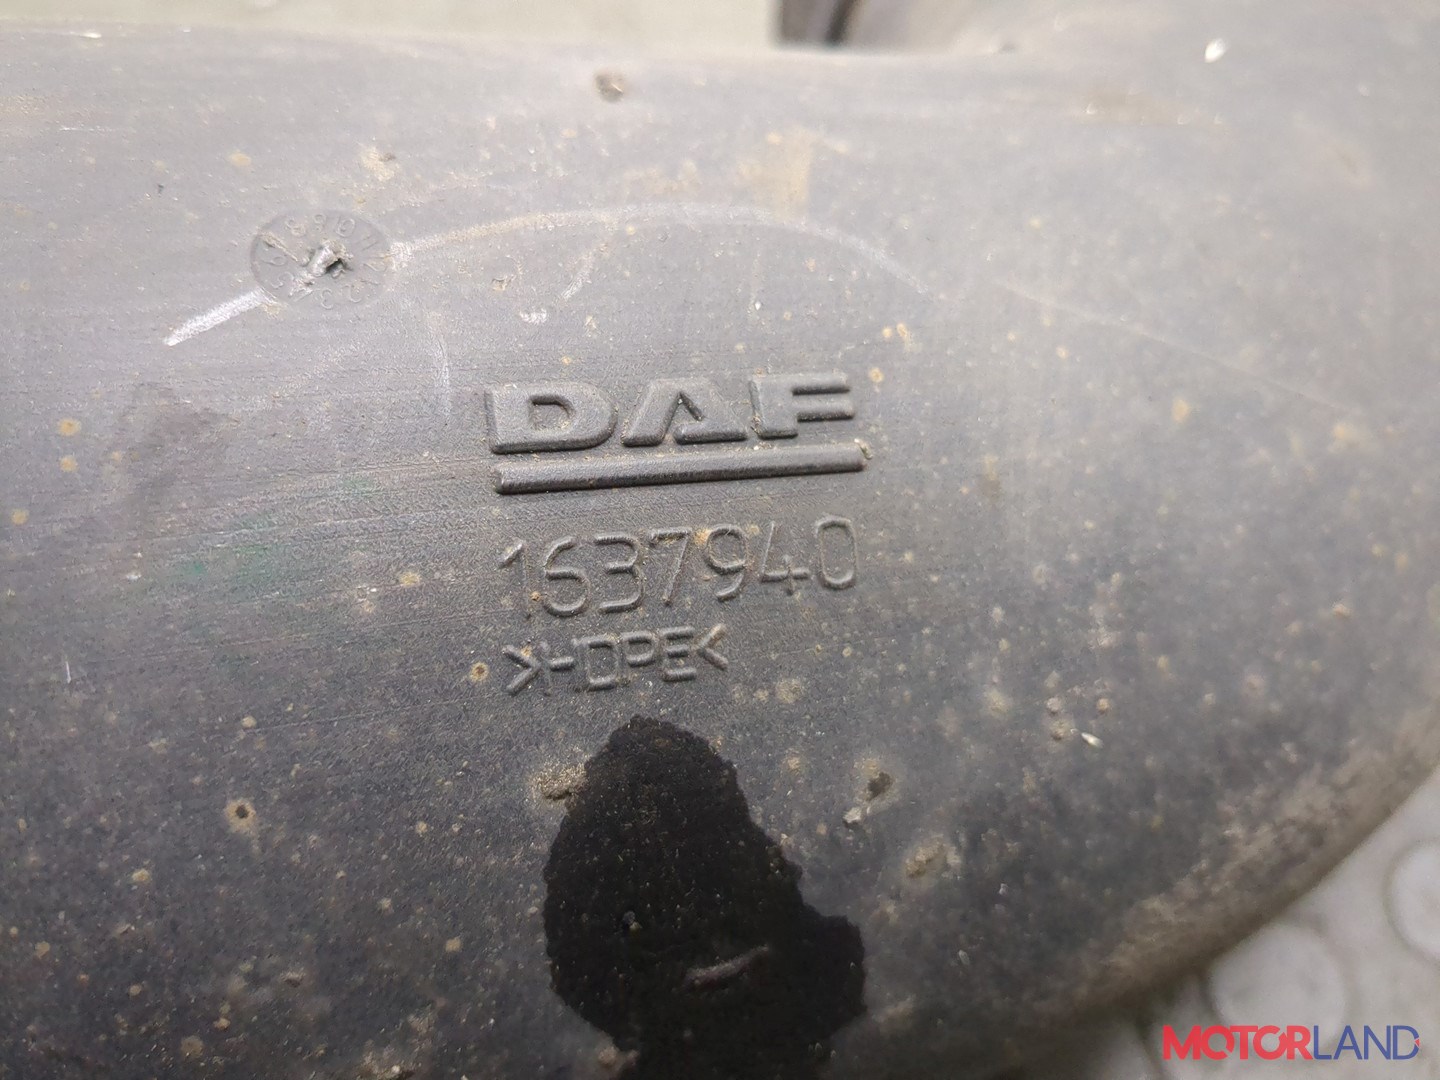 DAF
1637940
>HDPE<
MOTORLAND